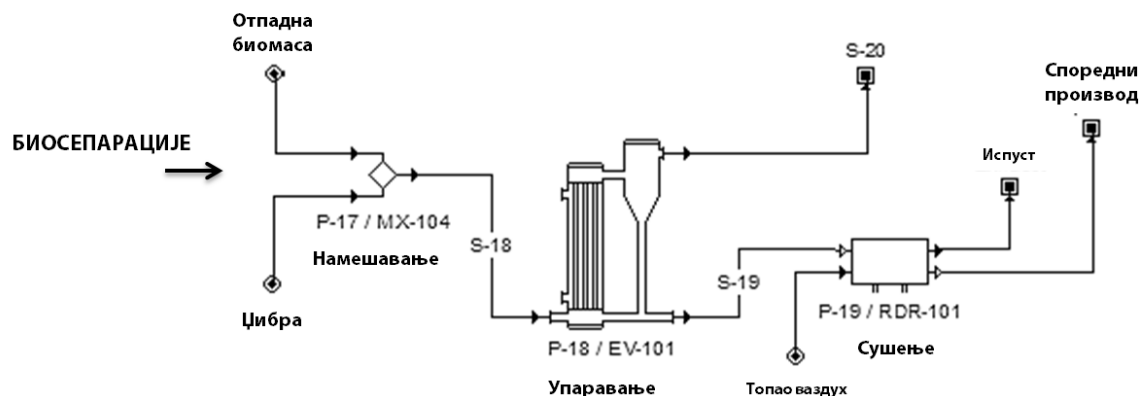 Отпадна
биомаса
S-20
Споредни
производ
БИОСЕПАРАЦИЈЕ
Испуст
P-17 / MX-104
S-18
Намешавање
S-19
Џибра
P-19 / RDR-101
P-18 / EV-101
Сушење
Упаравање
Топао ваздух